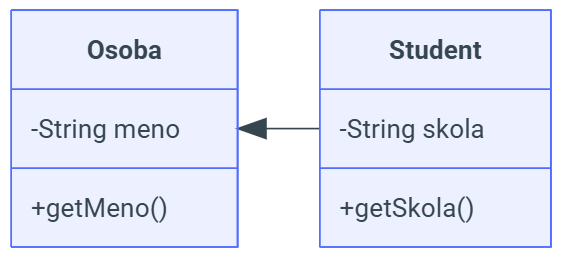 Osoba
-String meno
+getMeno()
Student
-String skola
+getSkola()